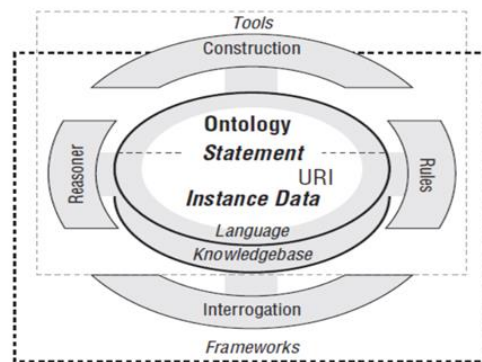 Tools
Construction
Reasoner
Ontology
Statement
URI
Instance Data
Rules
Language
Knowledgebase
Interrogation
Frameworks